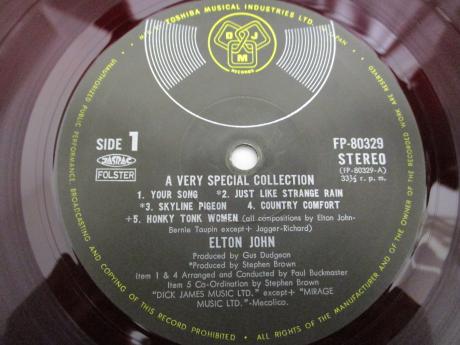 TOSHIBA MUSICAL INDUSTRIES LTD.
DJM
RECORDS
SIDE 1
FP-80329
STEREO
(FP-80329-A)
33⅓ r. p. m.
FOLSTER
A VERY SPECIAL COLLECTION
1. YOUR SONG *2. JUST LIKE STRANGE RAIN
*3. SKYLINE PIGEON 4. COUNTRY COMFORT
+5. HONKY TONK WOMEN (all compositions by Elton John-
Bernie Taupin except+ Jagger-Richard)
ELTON JOHN
Produced by Gus Dudgeon
*Produced by Stephen Brown
Item 1 & 4 Arranged and Conducted by Paul Buckmaster
Item 5 Co-Ordination by Stephen Brown
"DICK JAMES MUSIC LTD." except+ "MIRAGE
MUSIC LTD."-Mecolico.
UNAUTHORIZED PUBLIC PERFORMANCE BROADCASTING AND COPYING OF THIS RECORD PROHIBITED · ALL RIGHTS OF THE MANUFACTURER AND OF THE OWNER OF THE RECORDED WORK ARE RESERVED